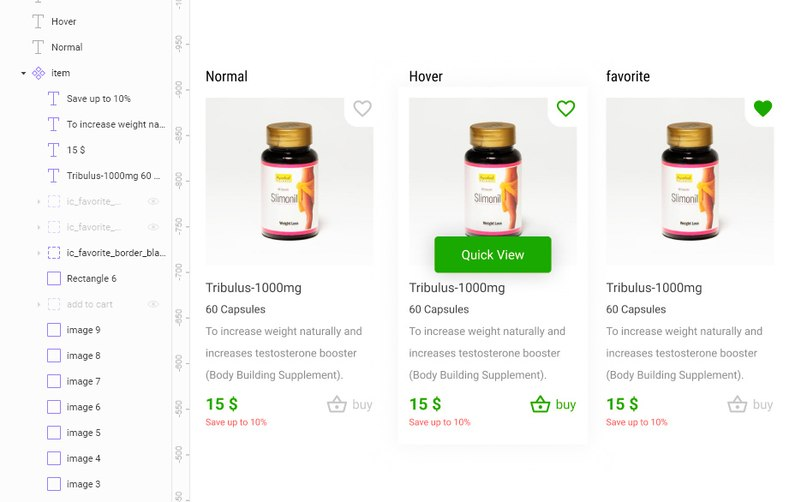 Hover
Normal
item
Save up to 10%
To increase weight na...
15 $
Tribulus-1000mg 60 ...
ic_favorite_...
ic_favorite_...
ic_favorite_border_bla...
Rectangle 6
add to cart
image 9
image 8
image 7
image 6
image 5
image 4
image 3
-950
-900
-850
-800
-750
-700
-650
-600
-550
-500
Normal
Slimonil
Weight Loss
Tribulus-1000mg
60 Capsules
To increase weight naturally and
increases testosterone booster
(Body Building Supplement).
15 $
buy
Save up to 10%
Hover
Slimonil
Weight Loss
Quick View
Tribulus-1000mg
60 Capsules
To increase weight naturally and
increases testosterone booster
(Body Building Supplement).
15 $
buy
Save up to 10%
favorite
Slimonil
Weight Loss
Tribulus-1000mg
60 Capsules
To increase weight naturally and
increases testosterone booster
(Body Building Supplement).
15 $
buy
Save up to 10%